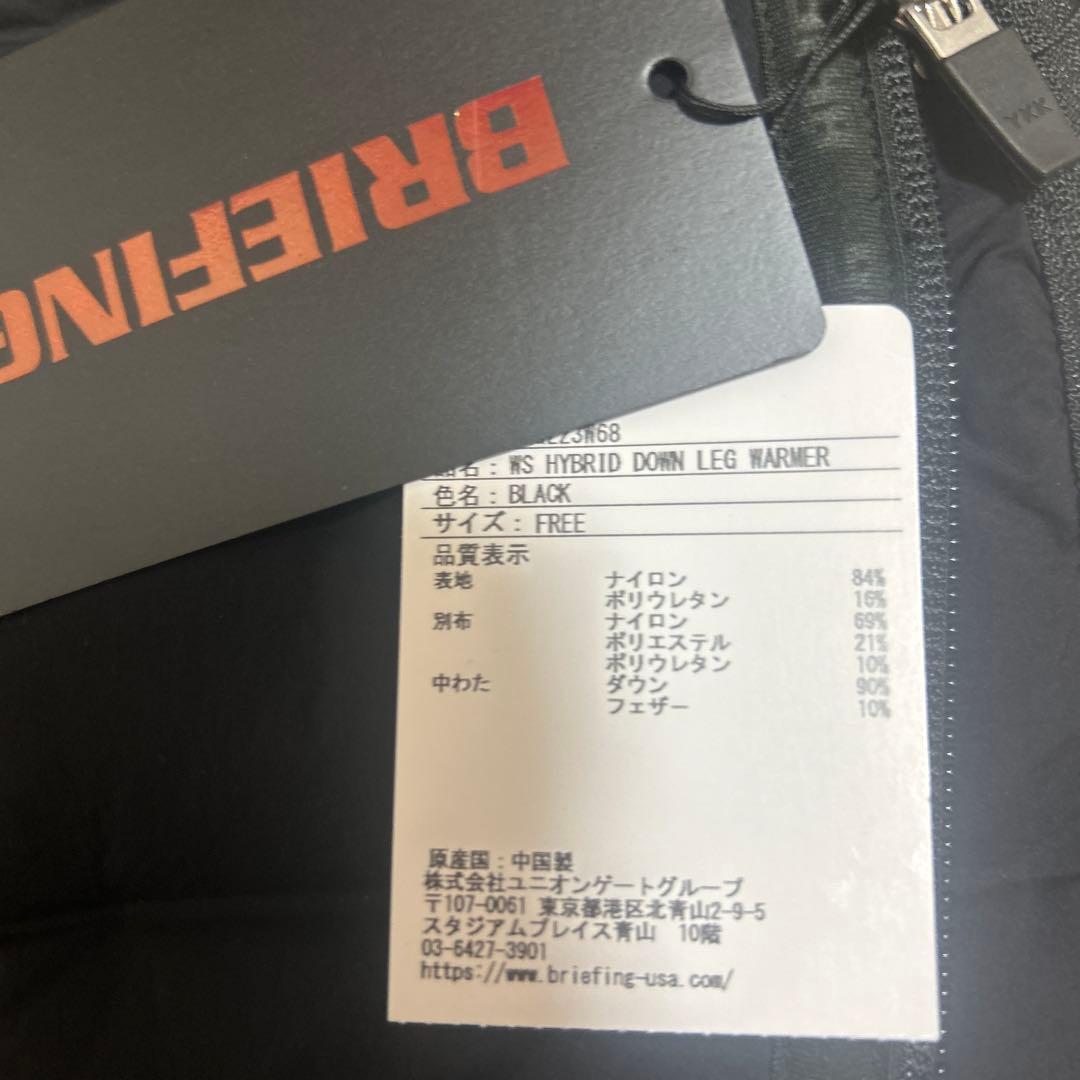 BRIEFING
YKK
223W68
品名 : WS HYBRID DOWN LEG WARMER
色名 : BLACK
サイズ : FREE
品質表示
表地 ナイロン 84%
ポリウレタン 16%
別布 ナイロン 69%
ポリエステル 21%
ポリウレタン 10%
中わた ダウン 90%
フェザー 10%
原産国 : 中国製
株式会社ユニオンゲートグループ
〒107-0061 東京都港区北青山2-9-5
スタジアムプレイス青山 10階
03-6427-3901
https://www.briefing-usa.com/